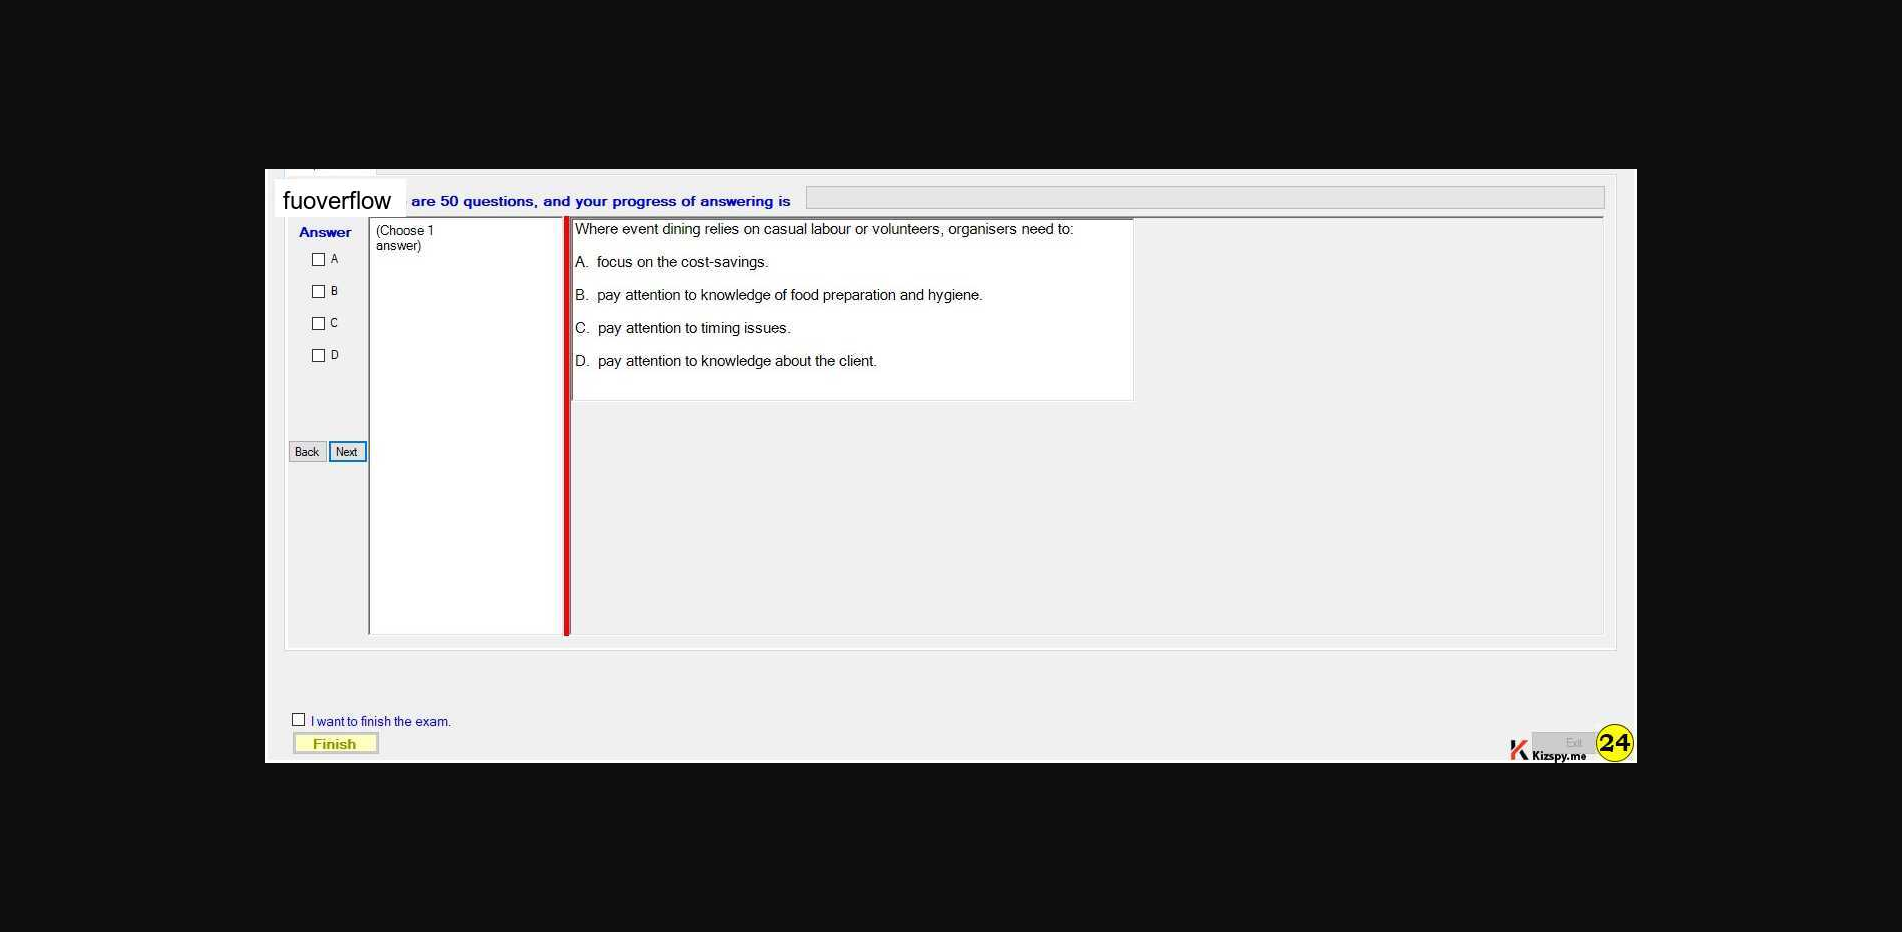 fuoverflow are 50 questions, and your progress of answering is
Answer
A
B
C
D
Back Next
(Choose 1
answer)
Where event dining relies on casual labour or volunteers, organisers need to:
A. focus on the cost-savings.
B. pay attention to knowledge of food preparation and hygiene.
C. pay attention to timing issues.
D. pay attention to knowledge about the client.
I want to finish the exam.
Finish
Exit
Kizspy.me
24